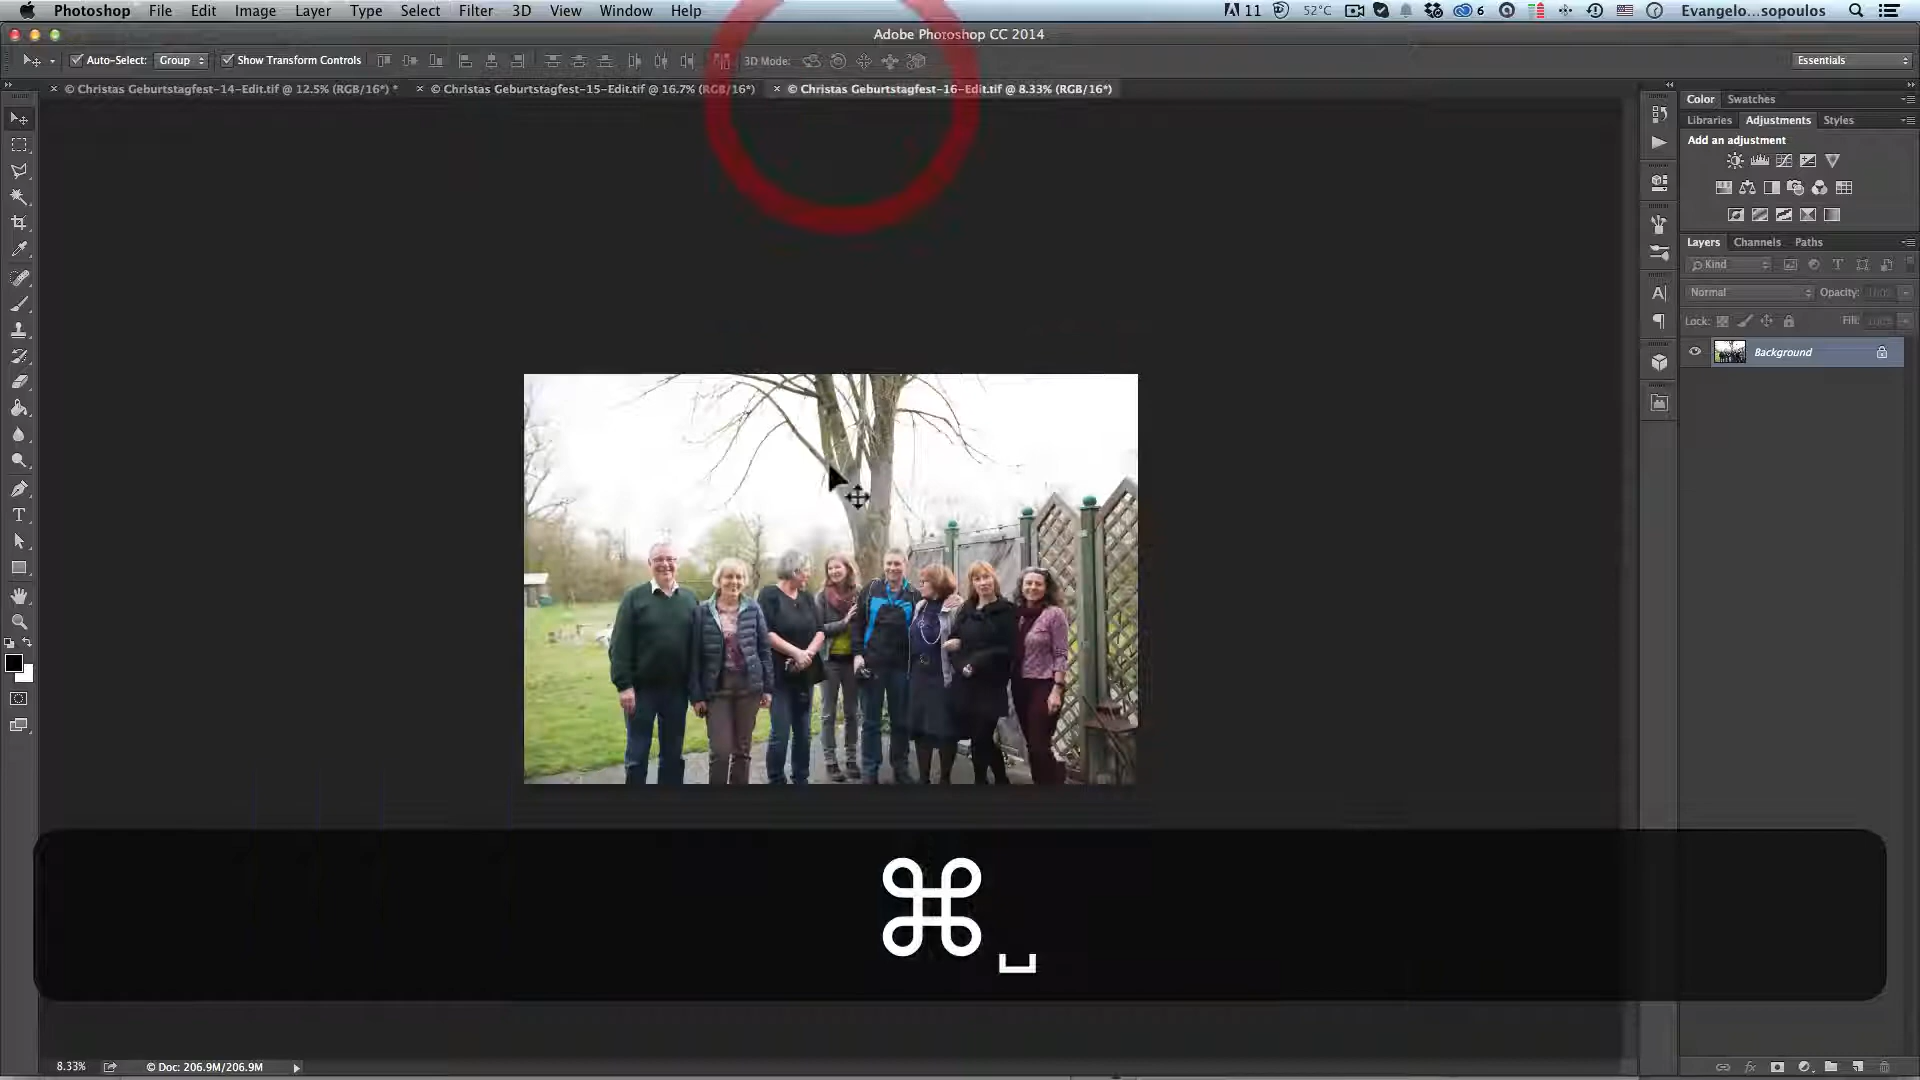 Photoshop File Edit Image Layer Type Select Filter 3D View Window Help 11 52°C 6 Evangelo...sopoulos
Adobe Photoshop CC 2014
Auto-Select: Group Show Transform Controls 3D Mode: Essentials
× © Christas Geburtstagfest-14-Edit.tif @ 12.5% (RGB/16*) * × © Christas Geburtstagfest-15-Edit.tif @ 16.7% (RGB/16*) × © Christas Geburtstagfest-16-Edit.tif @ 8.33% (RGB/16*)
Color Swatches
Libraries Adjustments Styles
Add an adjustment
Layers Channels Paths
Kind
Normal Opacity: 100%
Lock: Fill: 100%
Background
⌘ ␣
8.33% © Doc: 206.9M/206.9M